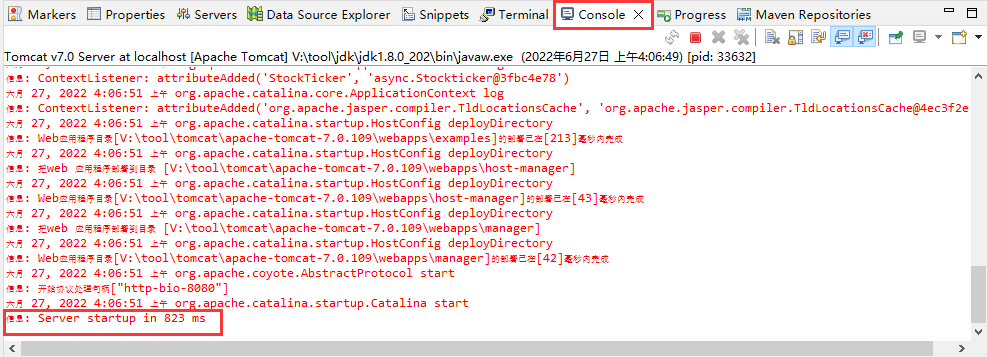 Markers Properties Servers Data Source Explorer Snippets Terminal Console Progress Maven Repositories
Tomcat v7.0 Server at localhost [Apache Tomcat] V:\tool\jdk\jdk1.8.0_202\bin\javaw.exe (2022年6月27日 上午4:06:49) [pid: 33632]
信息: ContextListener: attributeAdded('StockTicker', 'async.Stockticker@3fbc4e78')
六月 27, 2022 4:06:51 上午 org.apache.catalina.core.ApplicationContext log
信息: ContextListener: attributeAdded('org.apache.jasper.compiler.TldLocationsCache', 'org.apache.jasper.compiler.TldLocationsCache@4ec3f2e
六月 27, 2022 4:06:51 上午 org.apache.catalina.startup.HostConfig deployDirectory
信息: Web应用程序目录[V:\tool\tomcat\apache-tomcat-7.0.109\webapps\examples]的部署已在[213]毫秒内完成
六月 27, 2022 4:06:51 上午 org.apache.catalina.startup.HostConfig deployDirectory
信息: 把web 应用程序部署到目录 [V:\tool\tomcat\apache-tomcat-7.0.109\webapps\host-manager]
六月 27, 2022 4:06:51 上午 org.apache.catalina.startup.HostConfig deployDirectory
信息: Web应用程序目录[V:\tool\tomcat\apache-tomcat-7.0.109\webapps\host-manager]的部署已在[43]毫秒内完成
六月 27, 2022 4:06:51 上午 org.apache.catalina.startup.HostConfig deployDirectory
信息: 把web 应用程序部署到目录 [V:\tool\tomcat\apache-tomcat-7.0.109\webapps\manager]
六月 27, 2022 4:06:51 上午 org.apache.catalina.startup.HostConfig deployDirectory
信息: Web应用程序目录[V:\tool\tomcat\apache-tomcat-7.0.109\webapps\manager]的部署已在[42]毫秒内完成
六月 27, 2022 4:06:51 上午 org.apache.coyote.AbstractProtocol start
信息: 开始协议处理句柄["http-bio-8080"]
六月 27, 2022 4:06:51 上午 org.apache.catalina.startup.Catalina start
信息: Server startup in 823 ms